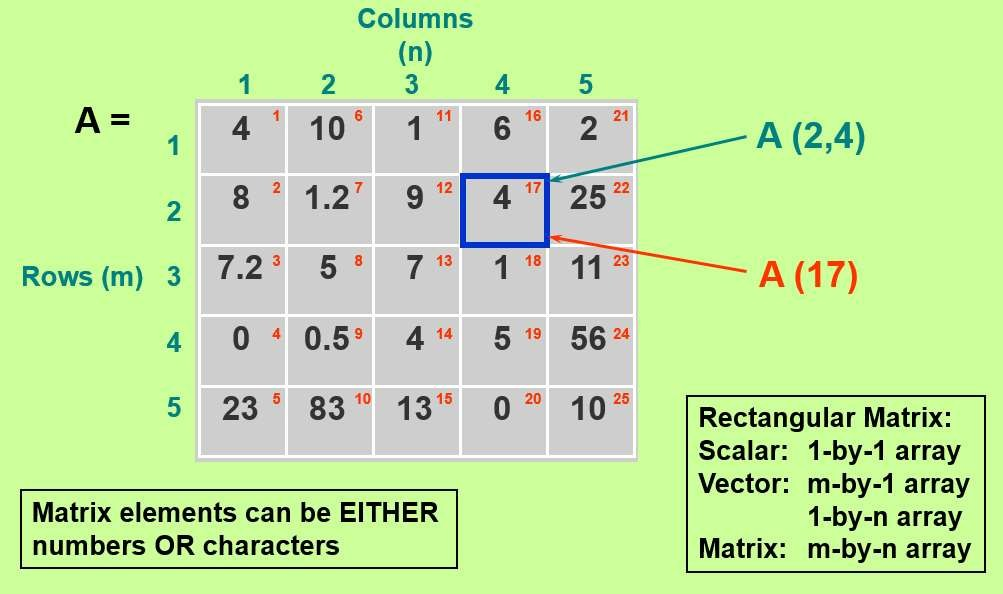 Columns
(n)
1 2 3 4 5
A =
1 4 1 10 6 1 11 6 16 2 21
A (2,4)
2 8 2 1.2 7 9 12 4 17 25 22
Rows (m) 3 7.2 3 5 8 7 13 1 18 11 23
A (17)
4 0 4 0.5 9 4 14 5 19 56 24
5 23 5 83 10 13 15 0 20 10 25
Rectangular Matrix:
Scalar: 1-by-1 array
Vector: m-by-1 array
1-by-n array
Matrix: m-by-n array
Matrix elements can be EITHER
numbers OR characters